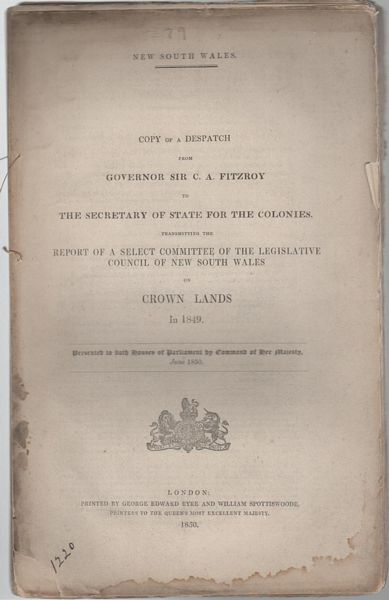 NEW SOUTH WALES.
COPY OF A DESPATCH
FROM
GOVERNOR SIR C. A. FITZROY
TO
THE SECRETARY OF STATE FOR THE COLONIES,
TRANSMITTING THE
REPORT OF A SELECT COMMITTEE OF THE LEGISLATIVE
COUNCIL OF NEW SOUTH WALES
ON
CROWN LANDS
In 1849.
Presented to both Houses of Parliament by Command of Her Majesty,
June 1850.
LONDON:
PRINTED BY GEORGE EDWARD EYRE AND WILLIAM SPOTTISWOODE,
PRINTERS TO THE QUEEN'S MOST EXCELLENT MAJESTY.
1850.
1220